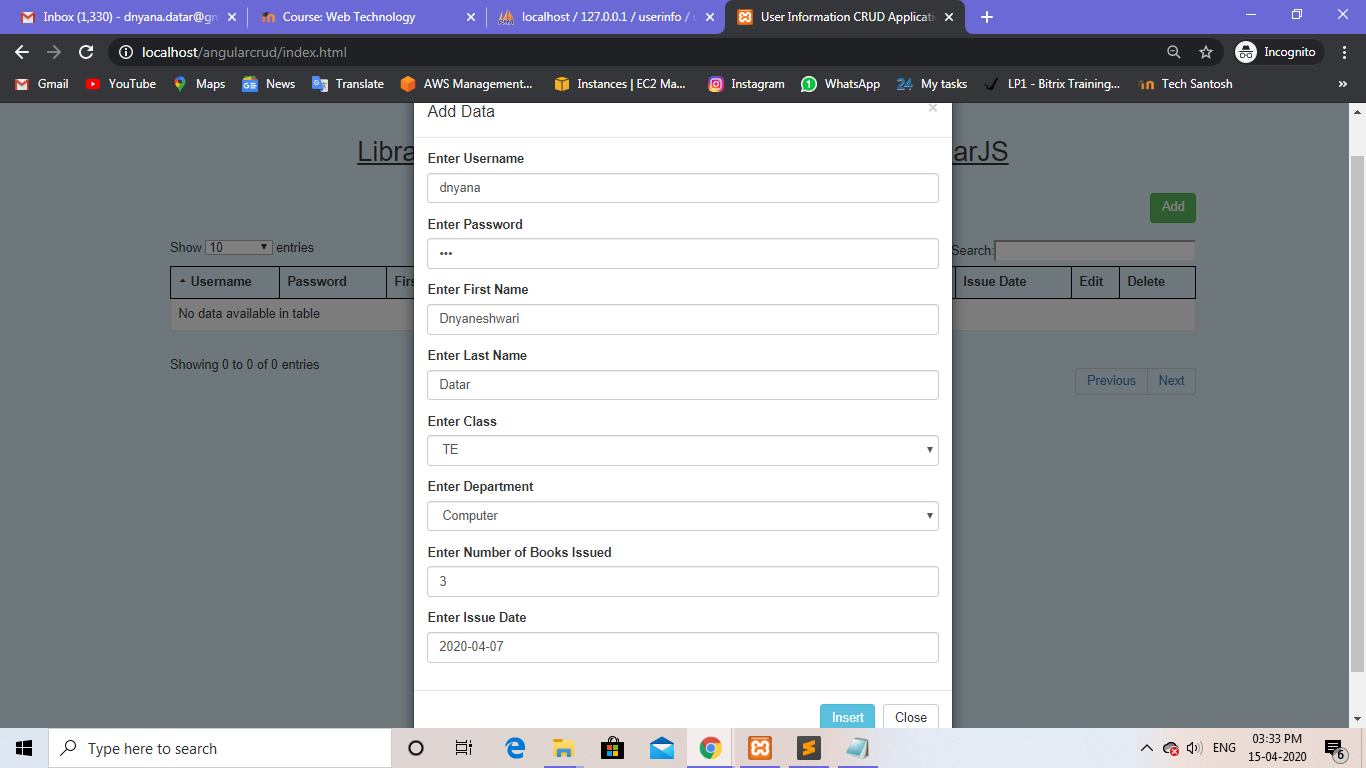 Inbox (1,330) - dnyana.datar@gm
Course: Web Technology
localhost / 127.0.0.1 / userinfo / u
User Information CRUD Applicati
localhost/angularcrud/index.html
Incognito
Gmail YouTube Maps News Translate AWS Management... Instances | EC2 Ma... Instagram WhatsApp 24 My tasks LP1 - Bitrix Training... Tech Santosh »
Add Data ×
Libra arJS
Enter Username
dnyana
Add
Enter Password
•••
Show 10 entries
Search:
Username Password Firs Issue Date Edit Delete
No data available in table
Enter First Name
Dnyaneshwari
Enter Last Name
Datar
Showing 0 to 0 of 0 entries
Previous Next
Enter Class
TE
Enter Department
Computer
Enter Number of Books Issued
3
Enter Issue Date
2020-04-07
Insert Close
Type here to search
ENG
03:33 PM
15-04-2020
6